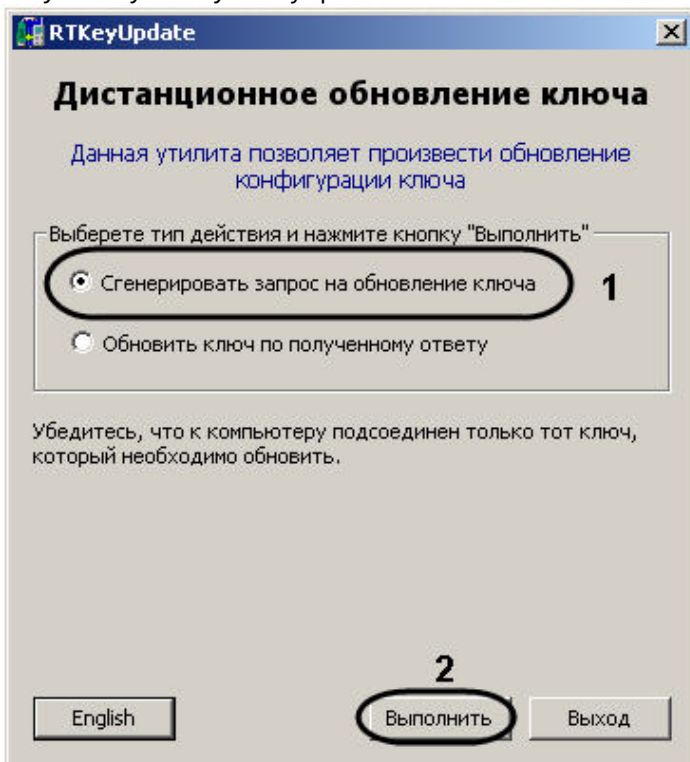 RTKeyUpdate
Дистанционное обновление ключа
Данная утилита позволяет произвести обновление
конфигурации ключа
Выберете тип действия и нажмите кнопку "Выполнить"
Сгенерировать запрос на обновление ключа
1
Обновить ключ по полученному ответу
Убедитесь, что к компьютеру подсоединен только тот ключ,
который необходимо обновить.
2
English
Выполнить
Выход